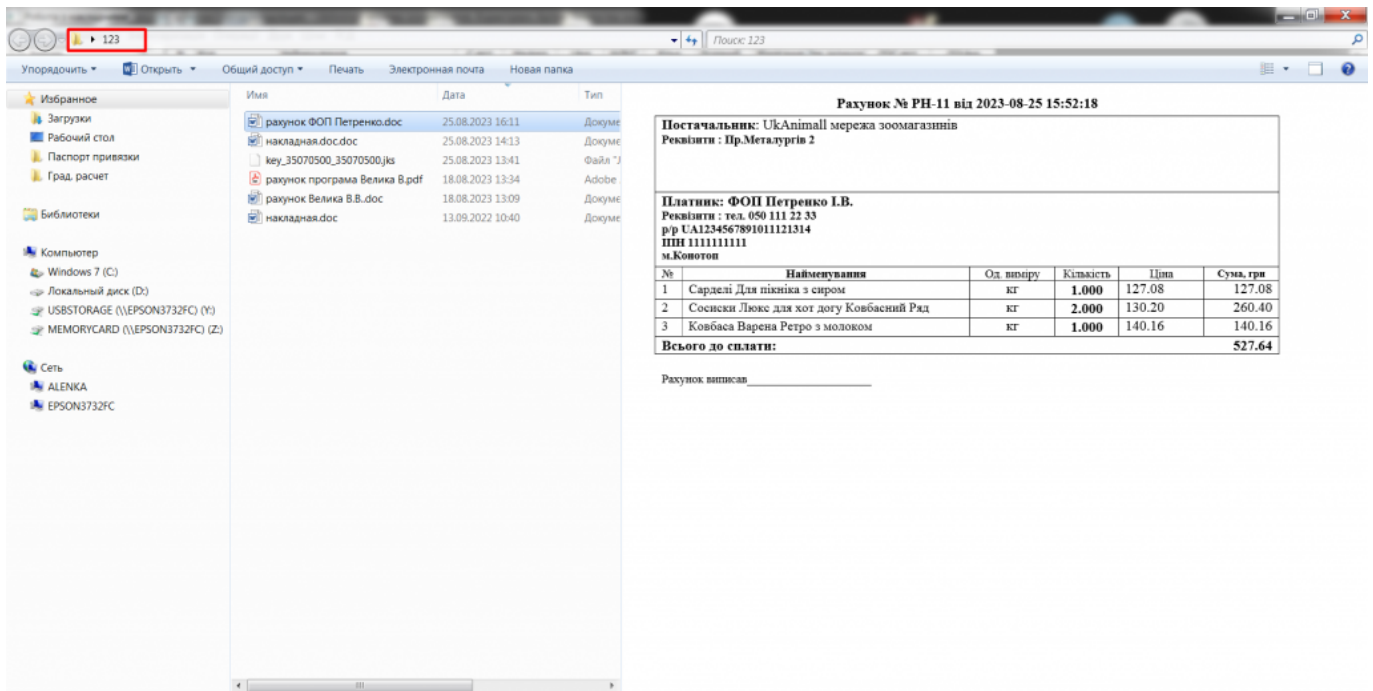 123
Поиск: 123
Упорядочить
Открыть
Общий доступ
Печать
Электронная почта
Новая папка
Избранное
Загрузки
Рабочий стол
Паспорт привязки
Град. расчет
Библиотеки
Компьютер
Windows 7 (C:)
Локальный диск (D:)
USBSTORAGE (\\EPSON3732FC) (Y:)
MEMORYCARD (\\EPSON3732FC) (Z:)
Сеть
ALENKA
EPSON3732FC
Имя Дата Тип
рахунок ФОП Петренко.doc 25.08.2023 16:11 Докуме
накладная.doc.doc 25.08.2023 14:13 Докуме
key_35070500_35070500.jks 25.08.2023 13:41 Файл "J
рахунок програма Велика В.pdf 18.08.2023 13:34 Adobe
рахунок Велика В.В..doc 18.08.2023 13:09 Докуме
накладная.doc 13.09.2022 10:40 Докуме
Рахунок № РН-11 від 2023-08-25 15:52:18
Постачальник: UkAnimall мережа зоомагазинів
Реквізити : Пр.Металургів 2
Платник: ФОП Петренко І.В.
Реквізити : тел. 050 111 22 33
р/р UA1234567891011121314
ІПН 1111111111
м.Конотоп
№ Найменування Од. виміру Кількість Ціна Сума, грн
1 Сарделі Для пікніка з сиром кг 1.000 127.08 127.08
2 Сосиски Люкс для хот догу Ковбасний Ряд кг 2.000 130.20 260.40
3 Ковбаса Варена Ретро з молоком кг 1.000 140.16 140.16
Всього до сплати: 527.64
Рахунок виписав